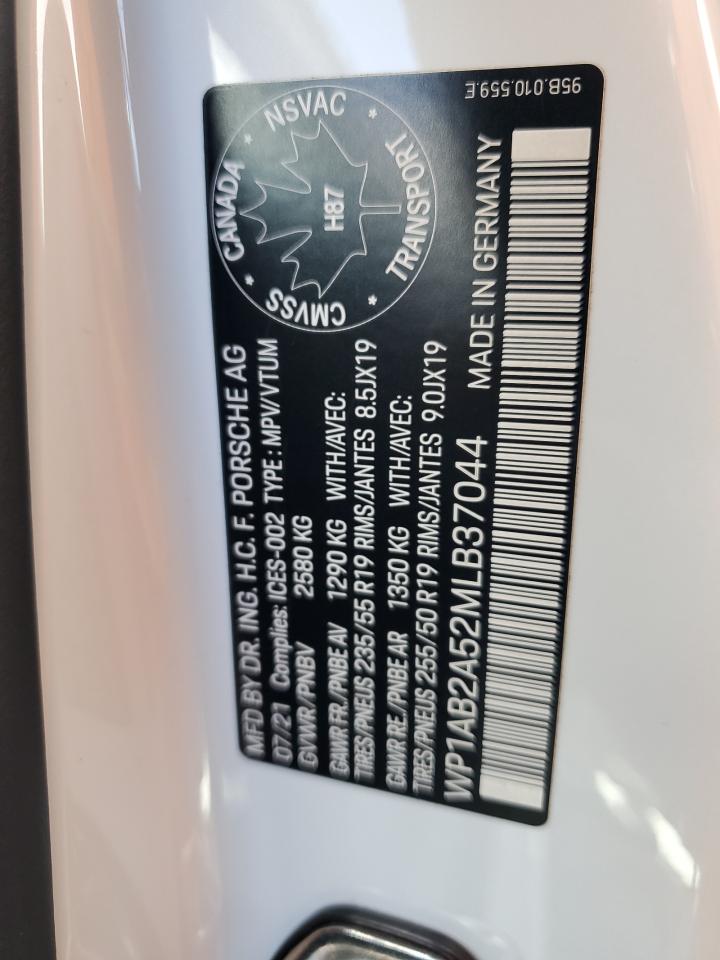 MFD BY DR. ING. H.C. F. PORSCHE AG
07/21 Complies: ICES-002 TYPE : MPV/VTUM
GVWR/PNBV 2580 KG
GAWR FR./PNBE AV 1290 KG WITH/AVEC:
TIRES/PNEUS 235/55 R19 RIMS/JANTES 8.5JX19
GAWR RE./PNBE AR 1350 KG WITH/AVEC:
TIRES/PNEUS 255/50 R19 RIMS/JANTES 9.0JX19
WP1AB2A52MLB37044 MADE IN GERMANY
CANADA * NSVAC * TRANSPORT * CMVSS *
H87
95B.010.559.E